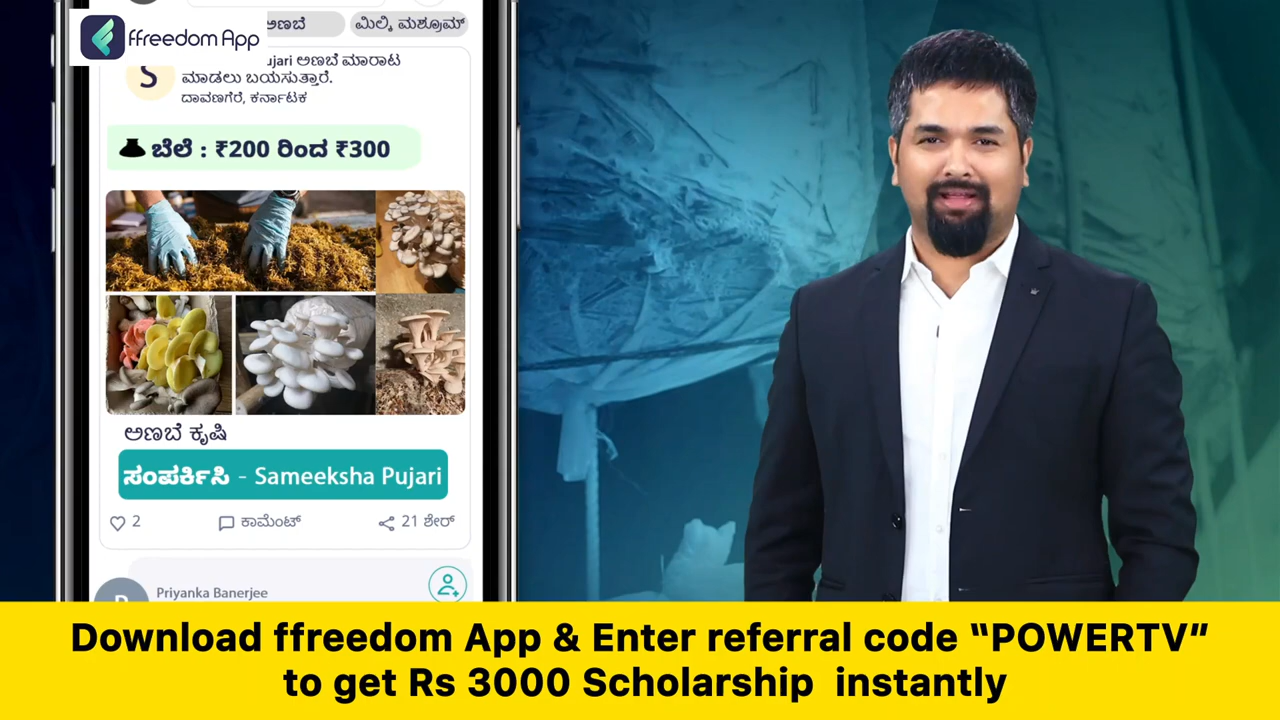 ffreedom App
ಅಣಬೆ
ಮಿಲ್ಕಿ ಮಶ್ರೂಮ್
S
ujari ಅಣಬೆ ಮಾರಾಟ
ಮಾಡಲು ಬಯಸುತ್ತಾರೆ.
ದಾವಣಗೆರೆ, ಕರ್ನಾಟಕ
ಬೆಲೆ : ₹200 ರಿಂದ ₹300
ಅಣಬೆ ಕೃಷಿ
ಸಂಪರ್ಕಿಸಿ - Sameeksha Pujari
2
ಕಾಮೆಂಟ್
21 ಶೇರ್
Priyanka Banerjee
Download ffreedom App & Enter referral code “POWERTV”
to get Rs 3000 Scholarship instantly